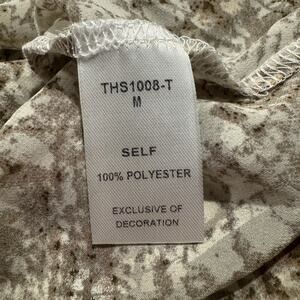 THS1008-T
M
SELF
100% POLYESTER
EXCLUSIVE OF
DECORATION